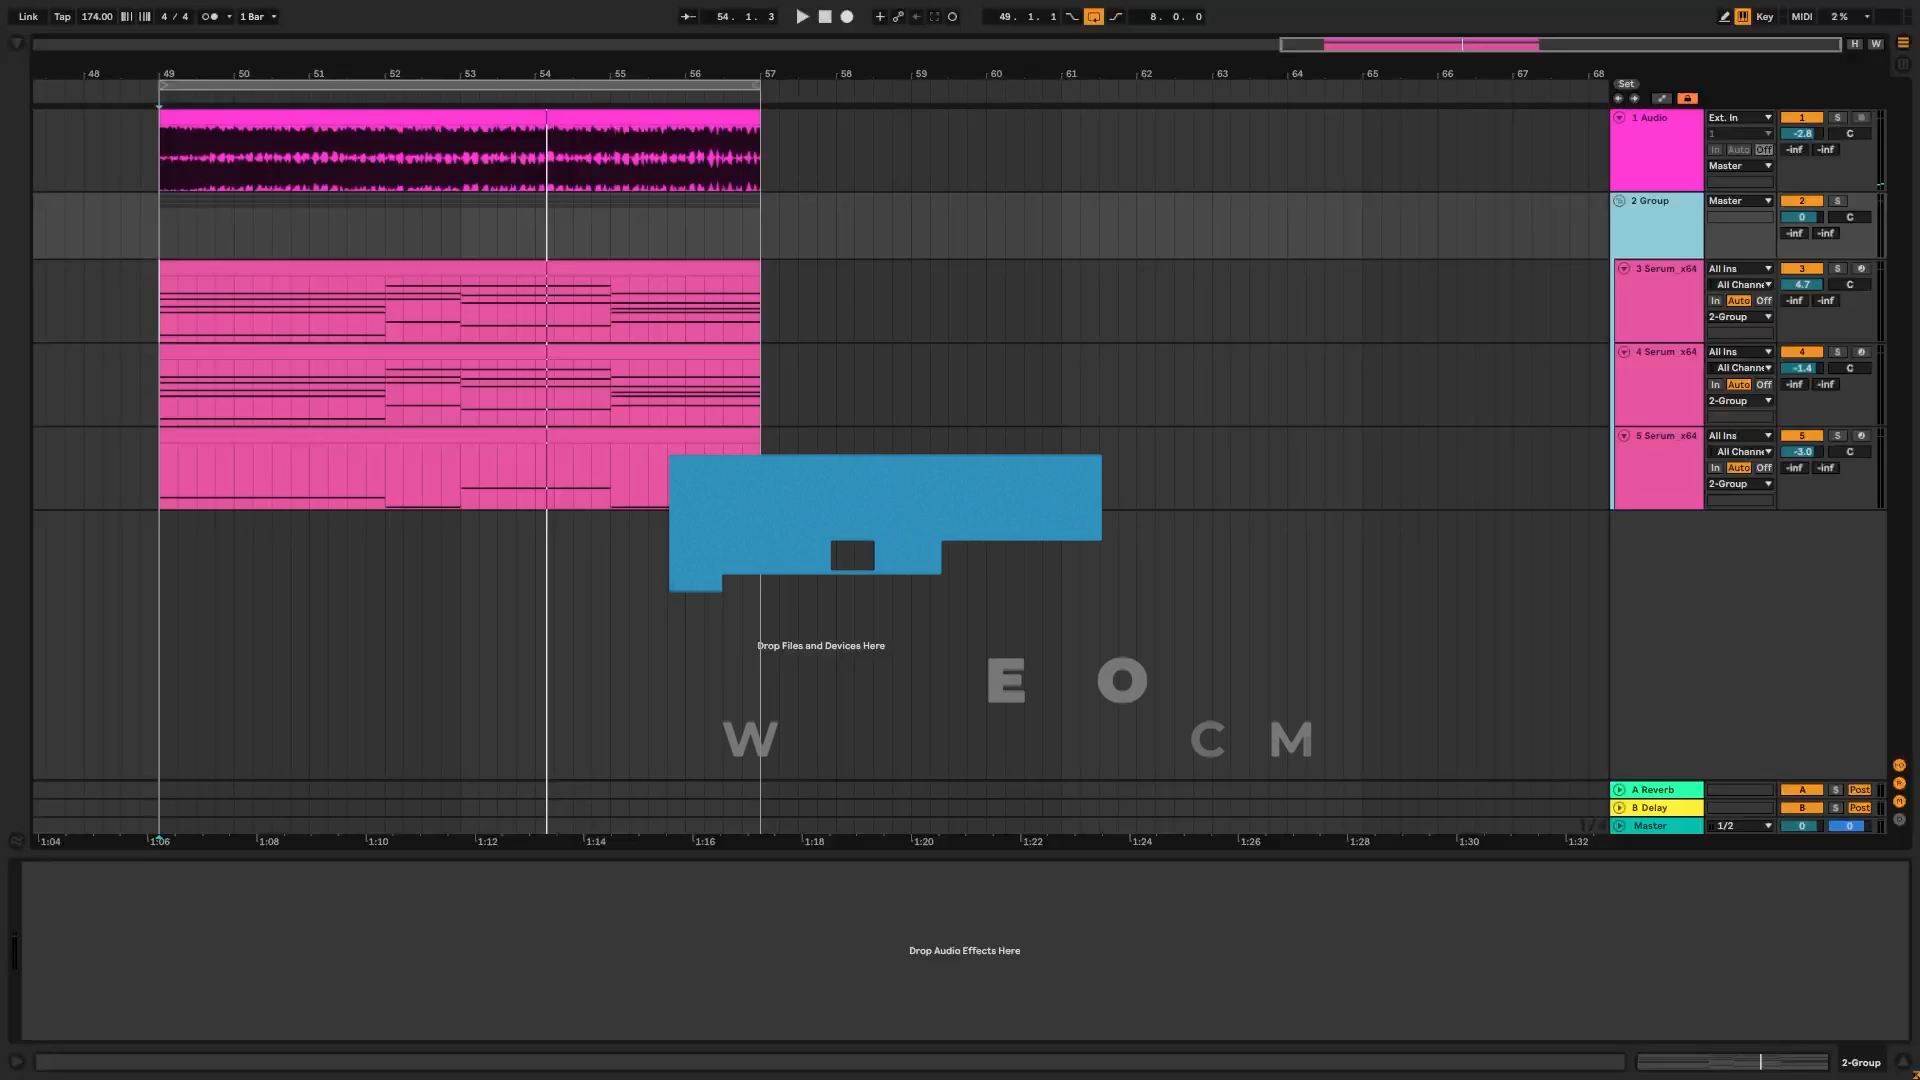 Link Tap 174.00 4 / 4 1 Bar 54. 1. 3 49. 1. 1 8. 0. 0 Key MIDI 2 %
H W
48 49 50 51 52 53 54 55 56 57 58 59 60 61 62 63 64 65 66 67 68
Set
1 Audio Ext. In 1 S
1 -2.8 C
In Auto Off -inf -inf
Master
2 Group Master 2 S
0 C
-inf -inf
3 Serum_x64 All Ins 3 S
All Channe 4.7 C
In Auto Off -inf -inf
2-Group
4 Serum_x64 All Ins 4 S
All Channe -1.4 C
In Auto Off -inf -inf
2-Group
5 Serum_x64 All Ins 5 S
All Channe -3.0 C
In Auto Off -inf -inf
2-Group
Drop Files and Devices Here
E O
W C M
A Reverb A S Post
B Delay B S Post
Master 1/2 0 0
1:04 1:06 1:08 1:10 1:12 1:14 1:16 1:18 1:20 1:22 1:24 1:26 1:28 1:30 1:32
Drop Audio Effects Here
2-Group